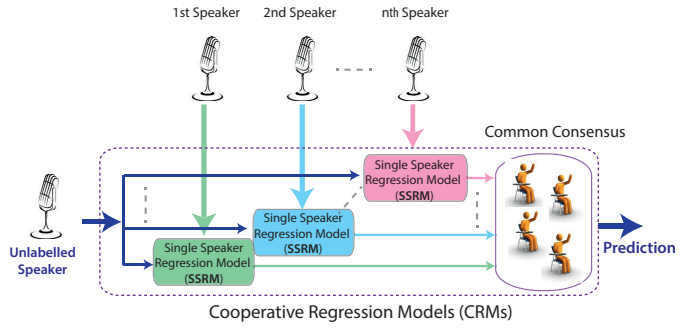 1st Speaker
2nd Speaker
nth Speaker
Common Consensus
Single Speaker
Regression Model
(SSRM)
Single Speaker
Regression Model
(SSRM)
Single Speaker
Regression Model
(SSRM)
Unlabelled
Speaker
Prediction
Cooperative Regression Models (CRMs)